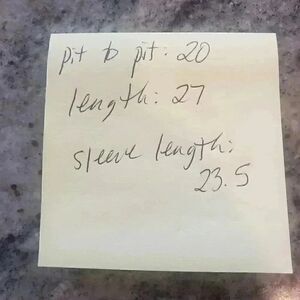 pit to pit: 20
length: 27
sleeve length:
23.5